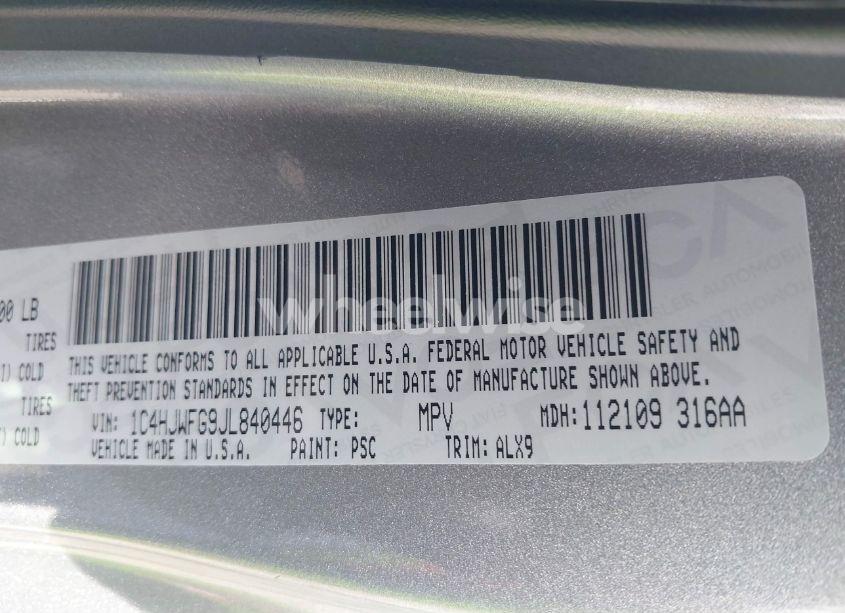 00 LB
TIRES
I) COLD
TIRES
) COLD
wheelwise
THIS VEHICLE CONFORMS TO ALL APPLICABLE U.S.A. FEDERAL MOTOR VEHICLE SAFETY AND
THEFT PREVENTION STANDARDS IN EFFECT ON THE DATE OF MANUFACTURE SHOWN ABOVE.
VIN: 1C4HJWFG9JL840446 TYPE: MPV MDH:112109 316AA
VEHICLE MADE IN U.S.A. PAINT: PSC TRIM: ALX9